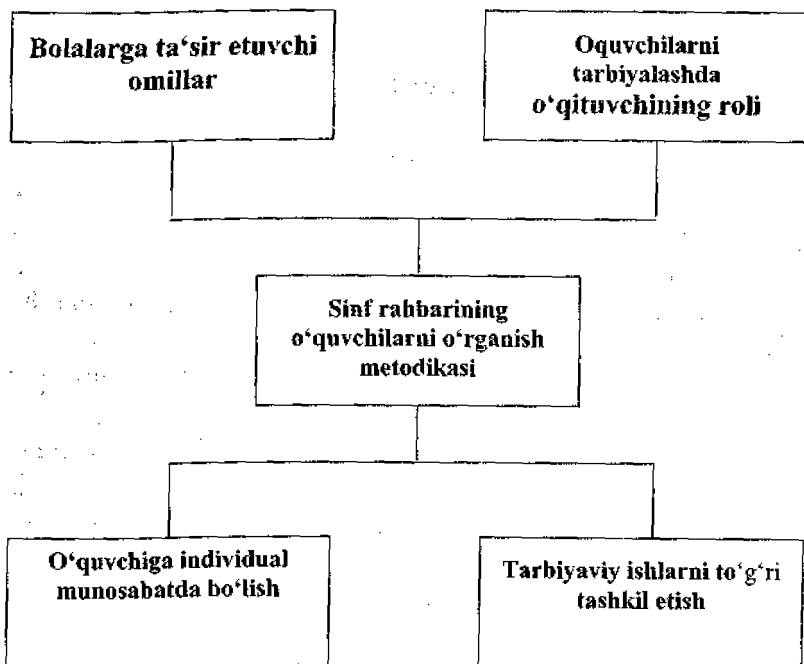 Bolalarga ta‘sir etuvchi
omillar
Oquvchilarni
tarbiyalashda
o‘qituvchining roli
Sinf rahbarining
o‘quvchilarni o‘rganish
metodikasi
O‘quvchiga individual
munosabatda bo‘lish
Tarbiyaviy ishlarni to‘g‘ri
tashkil etish